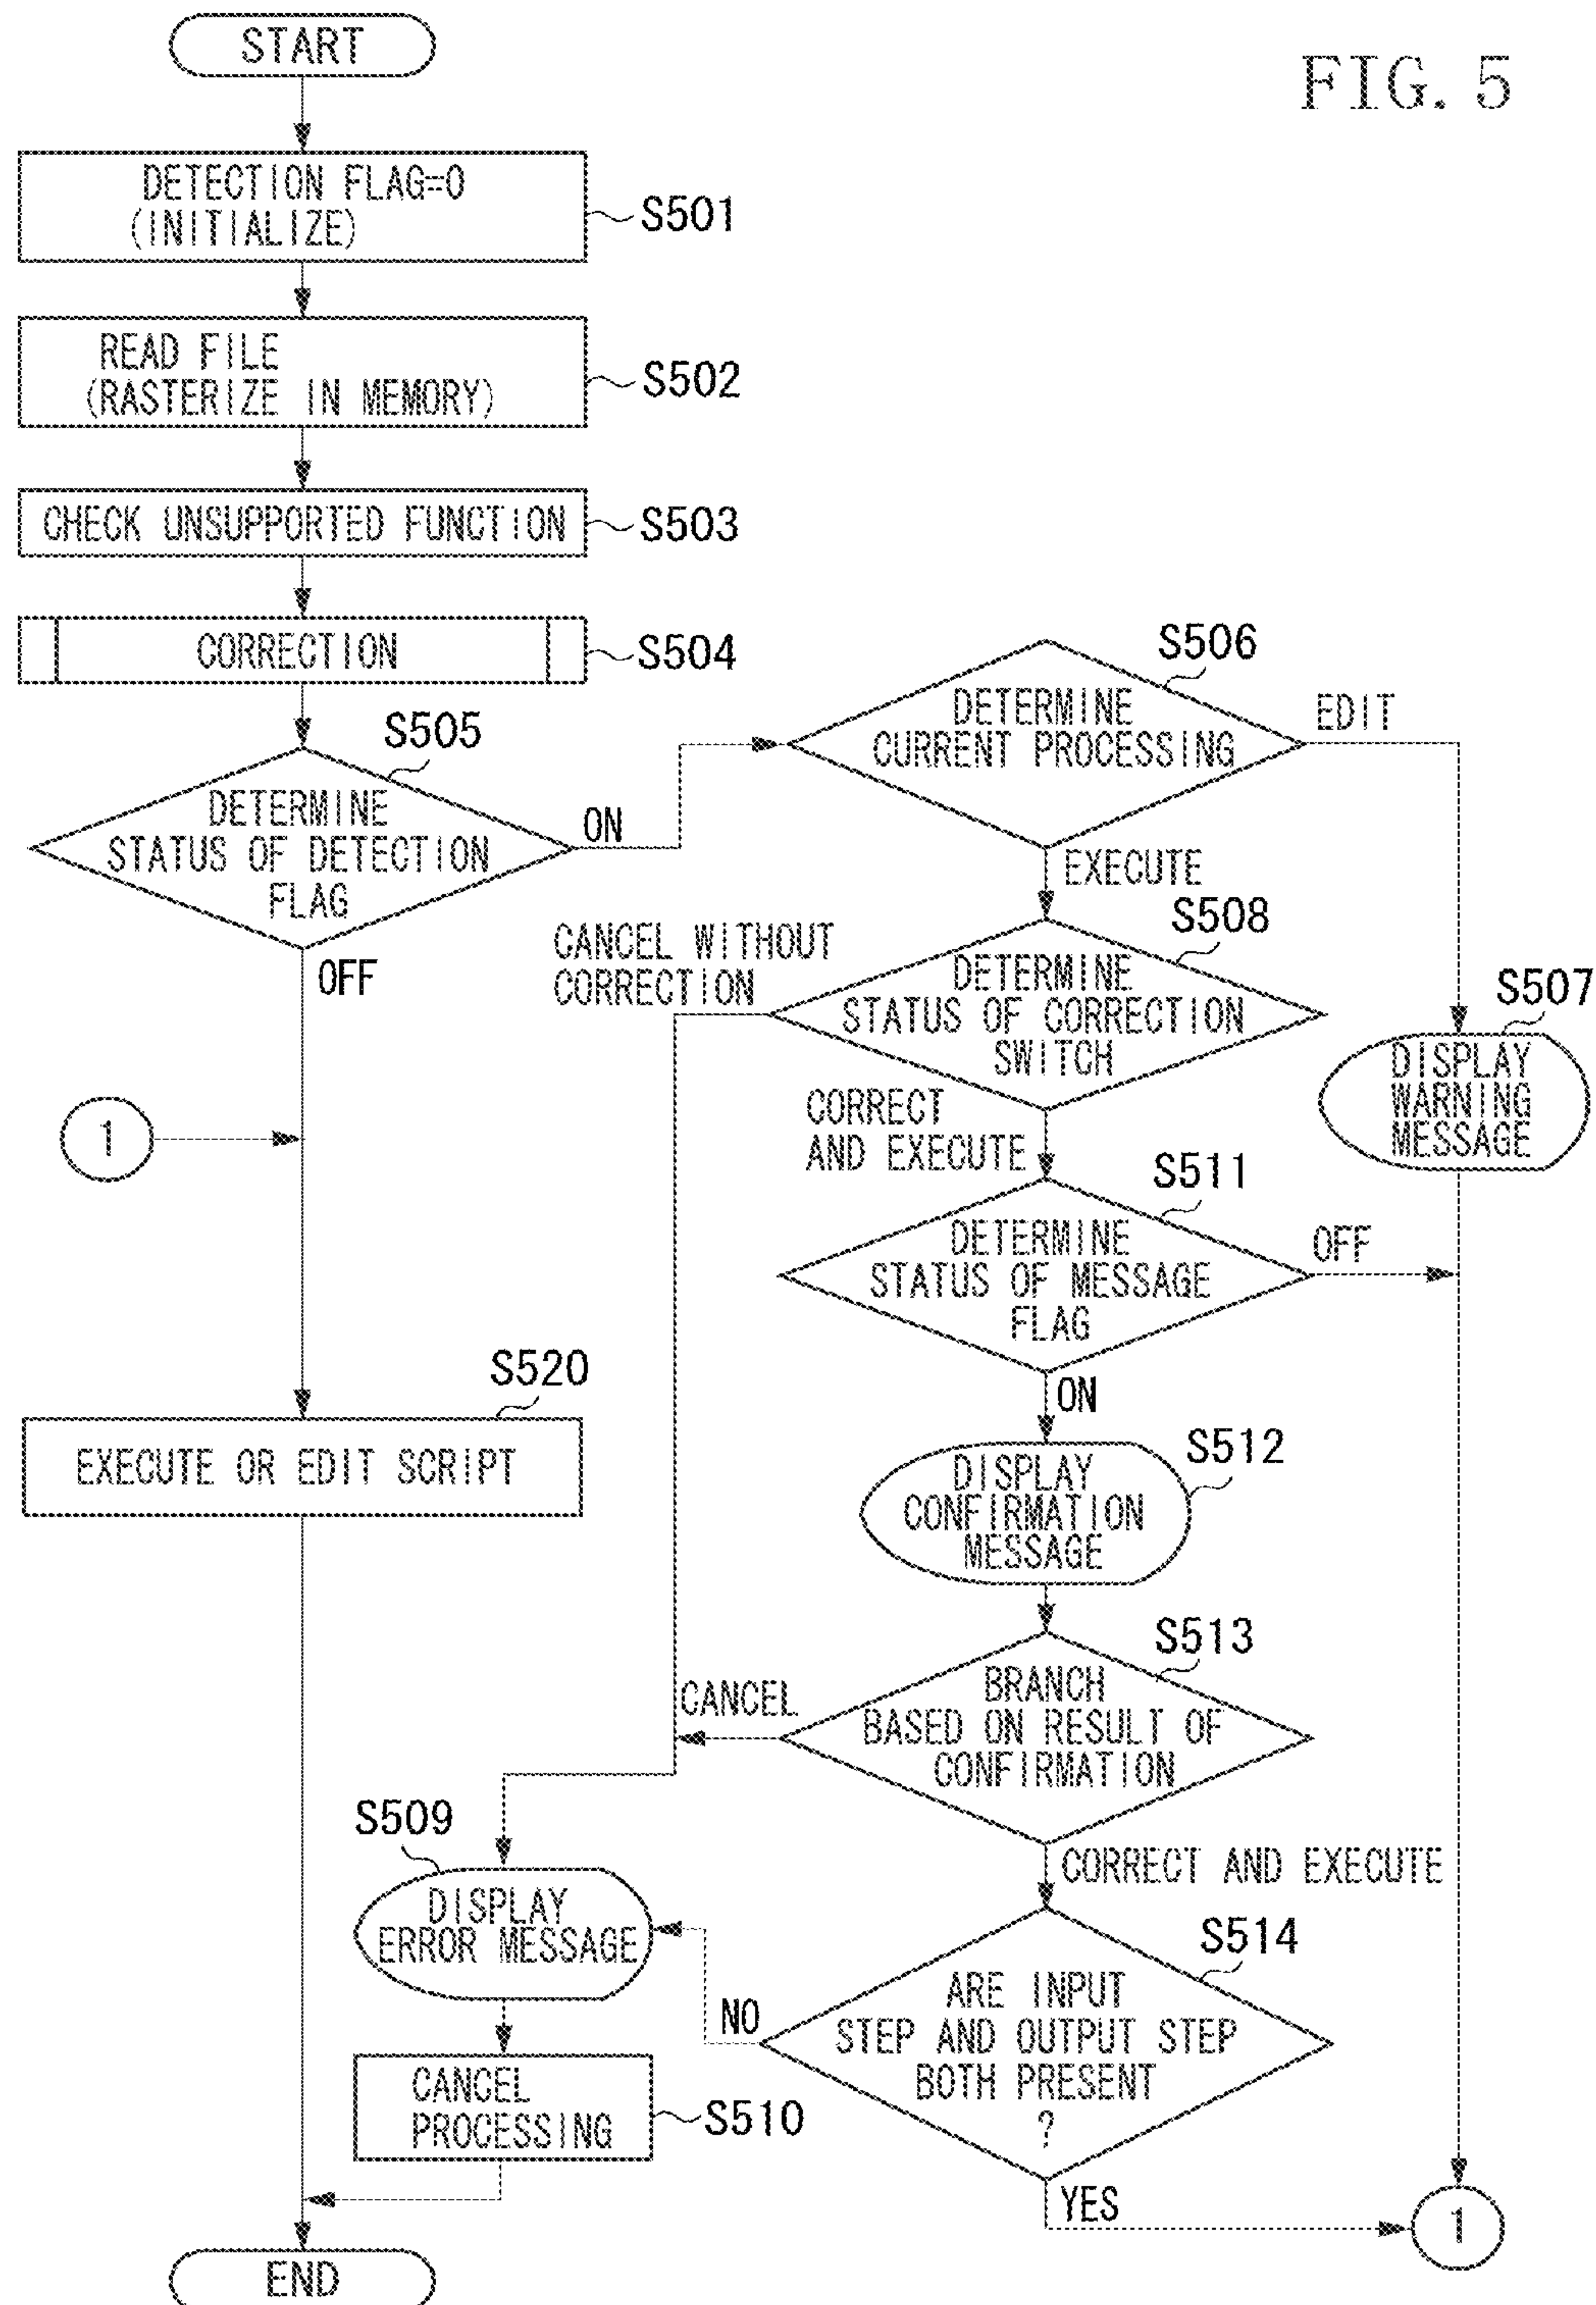 FIG. 5
START
DETECTION FLAG=0
(INITIALIZE)
S501
READ FILE
(RASTERIZE IN MEMORY)
S502
CHECK UNSUPPORTED FUNCTION
S503
CORRECTION
S504
S505
DETERMINE
STATUS OF DETECTION
FLAG
ON
OFF
S506
DETERMINE
CURRENT PROCESSING
EDIT
EXECUTE
S507
DISPLAY
WARNING
MESSAGE
S508
DETERMINE
STATUS OF CORRECTION
SWITCH
CANCEL WITHOUT
CORRECTION
CORRECT
AND EXECUTE
1
S511
DETERMINE
STATUS OF MESSAGE
FLAG
OFF
ON
S520
EXECUTE OR EDIT SCRIPT
S512
DISPLAY
CONFIRMATION
MESSAGE
S513
BRANCH
BASED ON RESULT OF
CONFIRMATION
CANCEL
CORRECT AND EXECUTE
S509
DISPLAY
ERROR MESSAGE
S514
ARE INPUT
STEP AND OUTPUT STEP
BOTH PRESENT
?
NO
YES
CANCEL
PROCESSING
S510
1
END